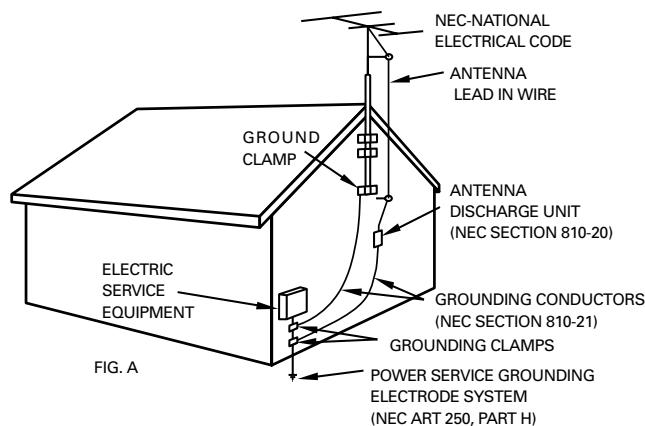 NEC-NATIONAL
ELECTRICAL CODE
ANTENNA
LEAD IN WIRE
GROUND
CLAMP
ANTENNA
DISCHARGE UNIT
(NEC SECTION 810-20)
ELECTRIC
SERVICE
EQUIPMENT
GROUNDING CONDUCTORS
(NEC SECTION 810-21)
GROUNDING CLAMPS
FIG. A
POWER SERVICE GROUNDING
ELECTRODE SYSTEM
(NEC ART 250, PART H)